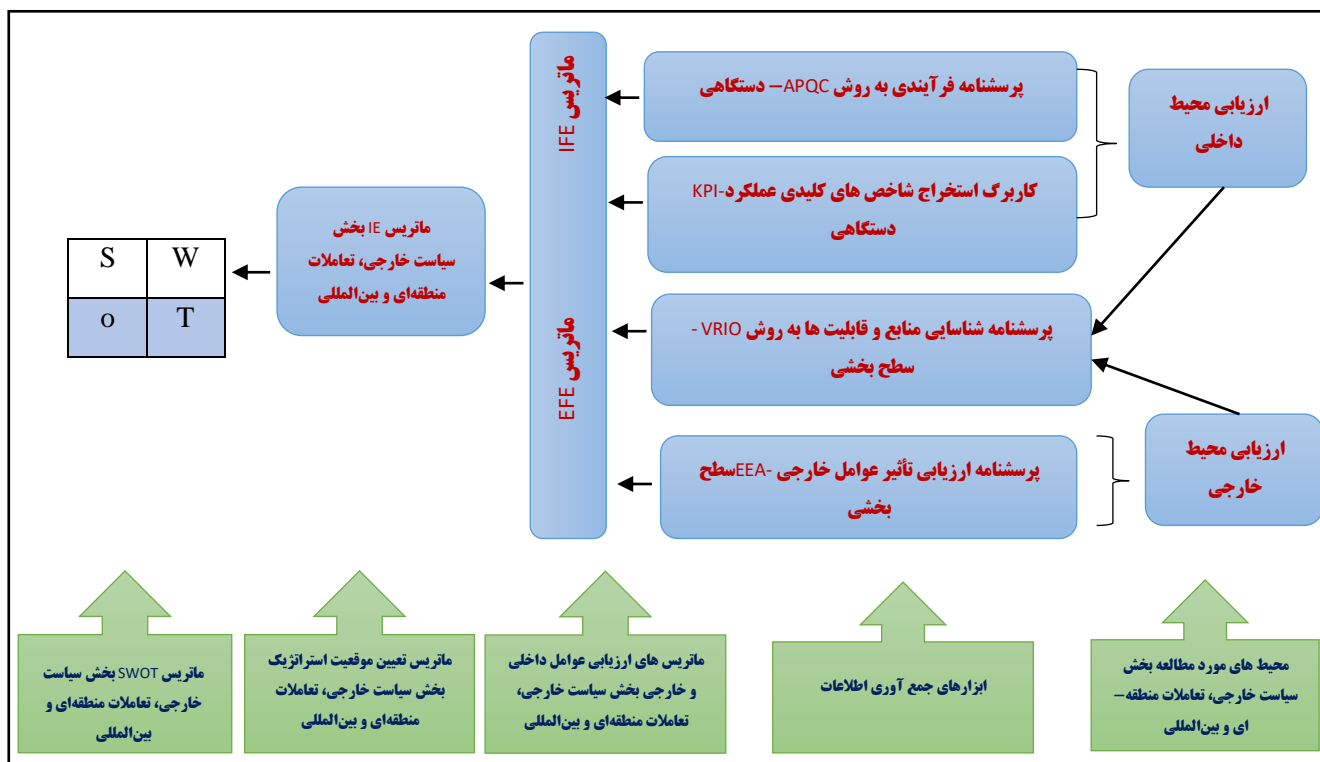 ارزیابی محیط
داخلی
ارزیابی محیط
خارجی
پرسشنامه فرآیندی به روش APQC – دستگاهی
کاربرگ استخراج شاخص های کلیدی عملکرد-KPI
دستگاهی
پرسشنامه شناسایی منابع و قابلیت ها به روش VRIO -
سطح بخشی
پرسشنامه ارزیابی تأثیر عوامل خارجی -EEAسطح
بخشی
ماتریس IFE
ماتریس EFE
ماتریس IE بخش
سیاست خارجی، تعاملات
منطقه‌ای و بین‌المللی
S W
o T
محیط های مورد مطالعه بخش
سیاست خارجی، تعاملات منطقه–
ای و بین‌المللی
ابزارهای جمع آوری اطلاعات
ماتریس های ارزیابی عوامل داخلی
و خارجی بخش سیاست خارجی،
تعاملات منطقه‌ای و بین‌المللی
ماتریس تعیین موقعیت استراتژیک
بخش سیاست خارجی، تعاملات
منطقه‌ای و بین‌المللی
ماتریس SWOT بخش سیاست
خارجی، تعاملات منطقه‌ای و
بین‌المللی